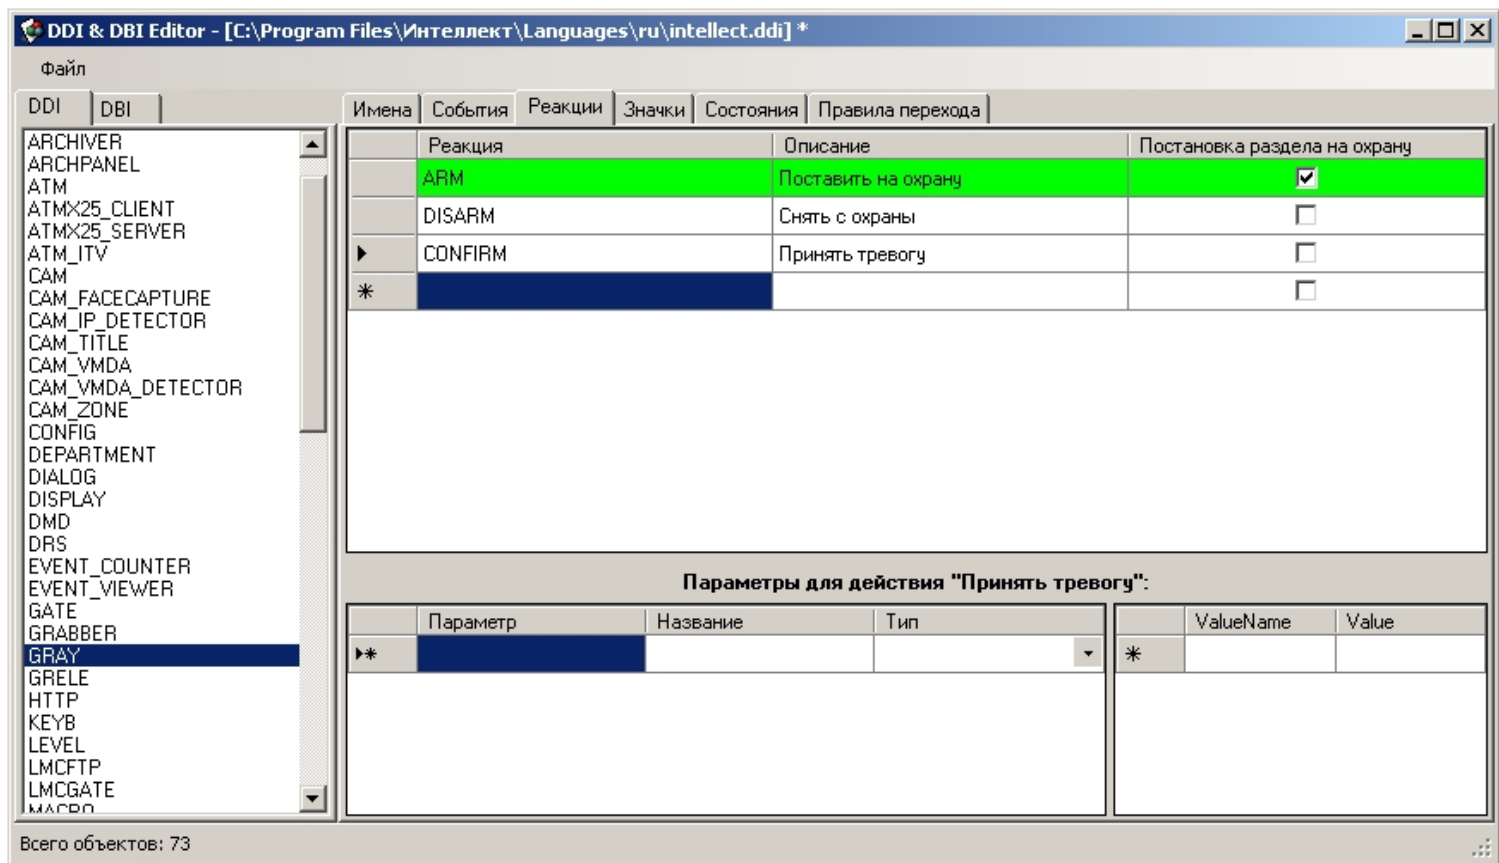 DDI & DBI Editor - [C:\Program Files\Интеллект\Languages\ru\intellect.ddi] *
Файл
DDI DBI
ARCHIVER
ARCHPANEL
ATM
ATMX25_CLIENT
ATMX25_SERVER
ATM_ITV
CAM
CAM_FACECAPTURE
CAM_IP_DETECTOR
CAM_TITLE
CAM_VMDA
CAM_VMDA_DETECTOR
CAM_ZONE
CONFIG
DEPARTMENT
DIALOG
DISPLAY
DMD
DRS
EVENT_COUNTER
EVENT_VIEWER
GATE
GRABBER
GRAY
GRELE
HTTP
KEYB
LEVEL
LMCFTP
LMCGATE
MACRO
Имена События Реакции Значки Состояния Правила перехода
Реакция Описание Постановка раздела на охрану
ARM Поставить на охрану
DISARM Снять с охраны
CONFIRM Принять тревогу
Параметры для действия "Принять тревогу":
Параметр Название Тип
ValueName Value
Всего объектов: 73